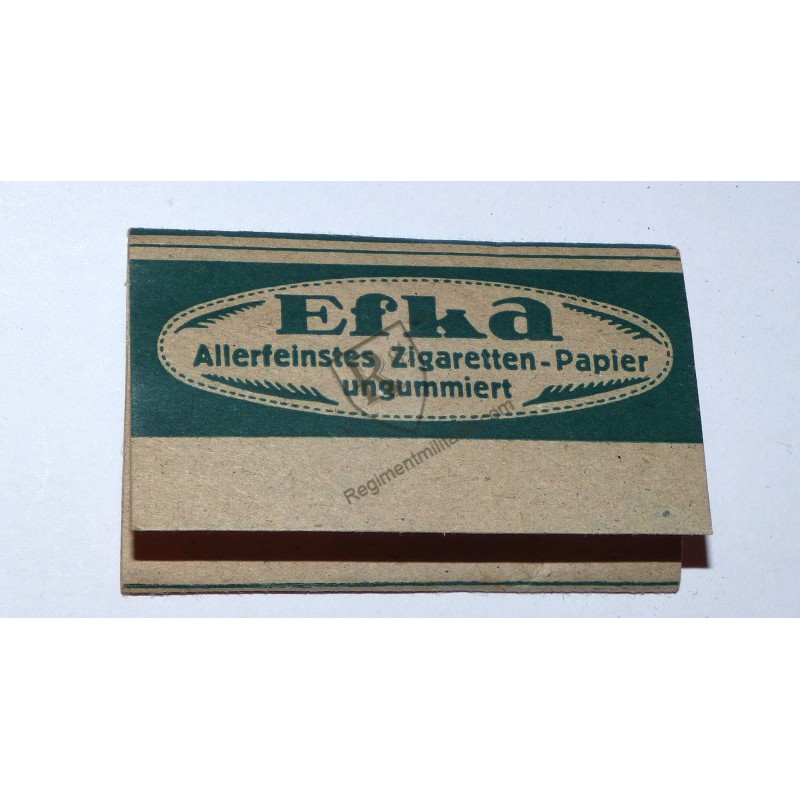 Efka
Allerfeinstes Zigaretten-Papier
ungummiert